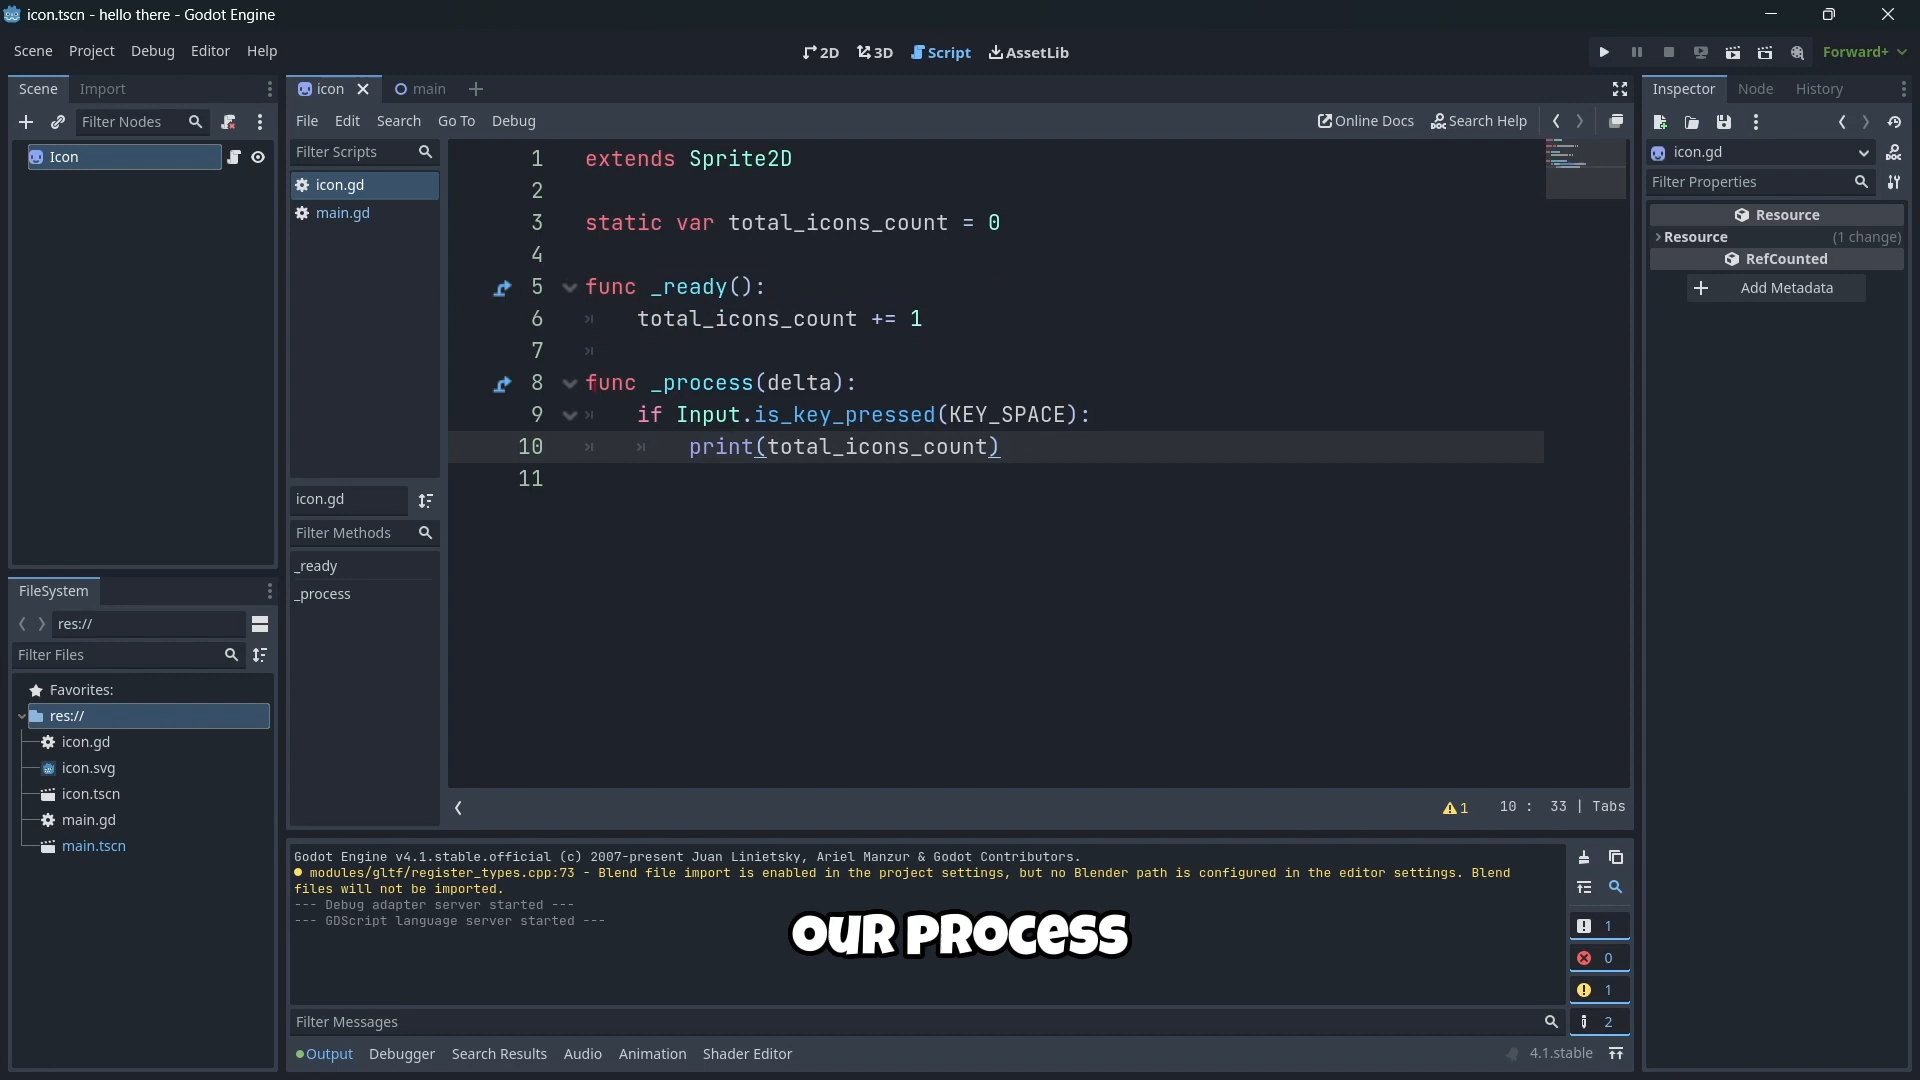 icon.tscn - hello there - Godot Engine
Scene Project Debug Editor Help
2D 3D Script AssetLib
Forward+
Scene Import
Filter Nodes
Icon
icon main
File Edit Search Go To Debug
Online Docs Search Help
Filter Scripts
icon.gd
main.gd
icon.gd
Filter Methods
_ready
_process
1 extends Sprite2D
2
3 static var total_icons_count = 0
4
5 func _ready():
6 total_icons_count += 1
7
8 func _process(delta):
9 if Input.is_key_pressed(KEY_SPACE):
10 print(total_icons_count)
11
1 10 : 33 | Tabs
Inspector Node History
icon.gd
Filter Properties
Resource
Resource (1 change)
RefCounted
Add Metadata
FileSystem
res://
Filter Files
Favorites:
res://
icon.gd
icon.svg
icon.tscn
main.gd
main.tscn
Godot Engine v4.1.stable.official (c) 2007-present Juan Linietsky, Ariel Manzur & Godot Contributors.
modules/gltf/register_types.cpp:73 - Blend file import is enabled in the project settings, but no Blender path is configured in the editor settings. Blend
files will not be imported.
--- Debug adapter server started ---
--- GDScript language server started ---
OUR PROCESS
1
0
1
2
Filter Messages
Output Debugger Search Results Audio Animation Shader Editor
4.1.stable